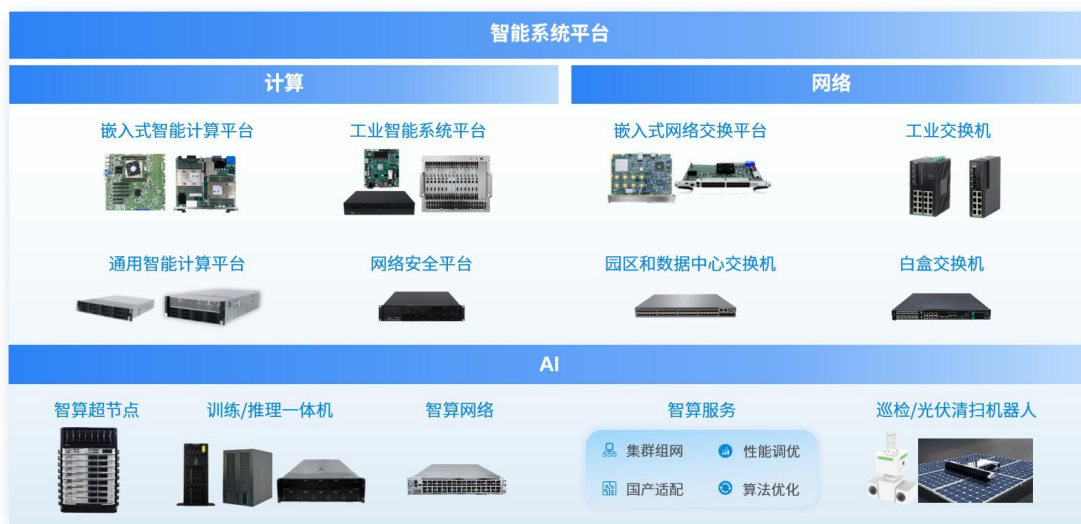 智能系统平台
计算
网络
嵌入式智能计算平台
工业智能系统平台
嵌入式网络交换平台
工业交换机
通用智能计算平台
网络安全平台
园区和数据中心交换机
白盒交换机
AI
智算超节点
训练/推理一体机
智算网络
智算服务
巡检/光伏清扫机器人
集群组网
性能调优
国产适配
算法优化